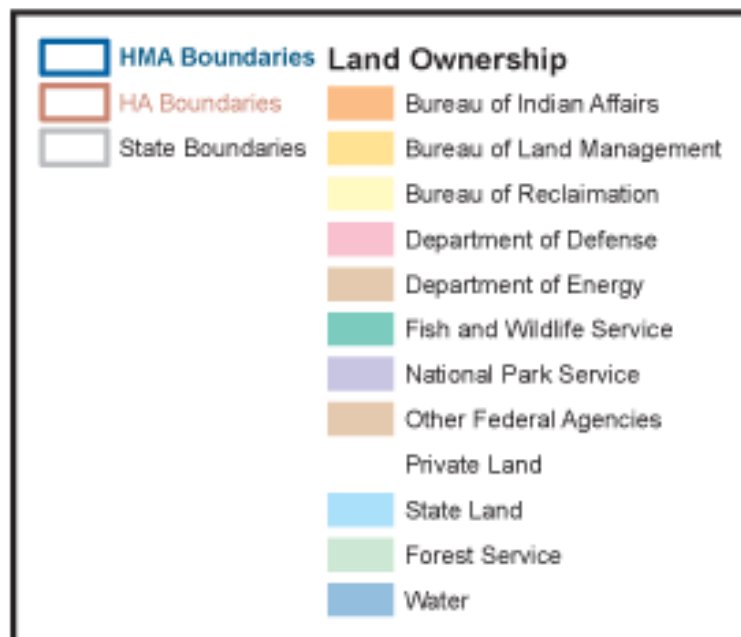 HMA Boundaries
HA Boundaries
State Boundaries
Land Ownership
Bureau of Indian Affairs
Bureau of Land Management
Bureau of Reclaimation
Department of Defense
Department of Energy
Fish and Wildlife Service
National Park Service
Other Federal Agencies
Private Land
State Land
Forest Service
Water